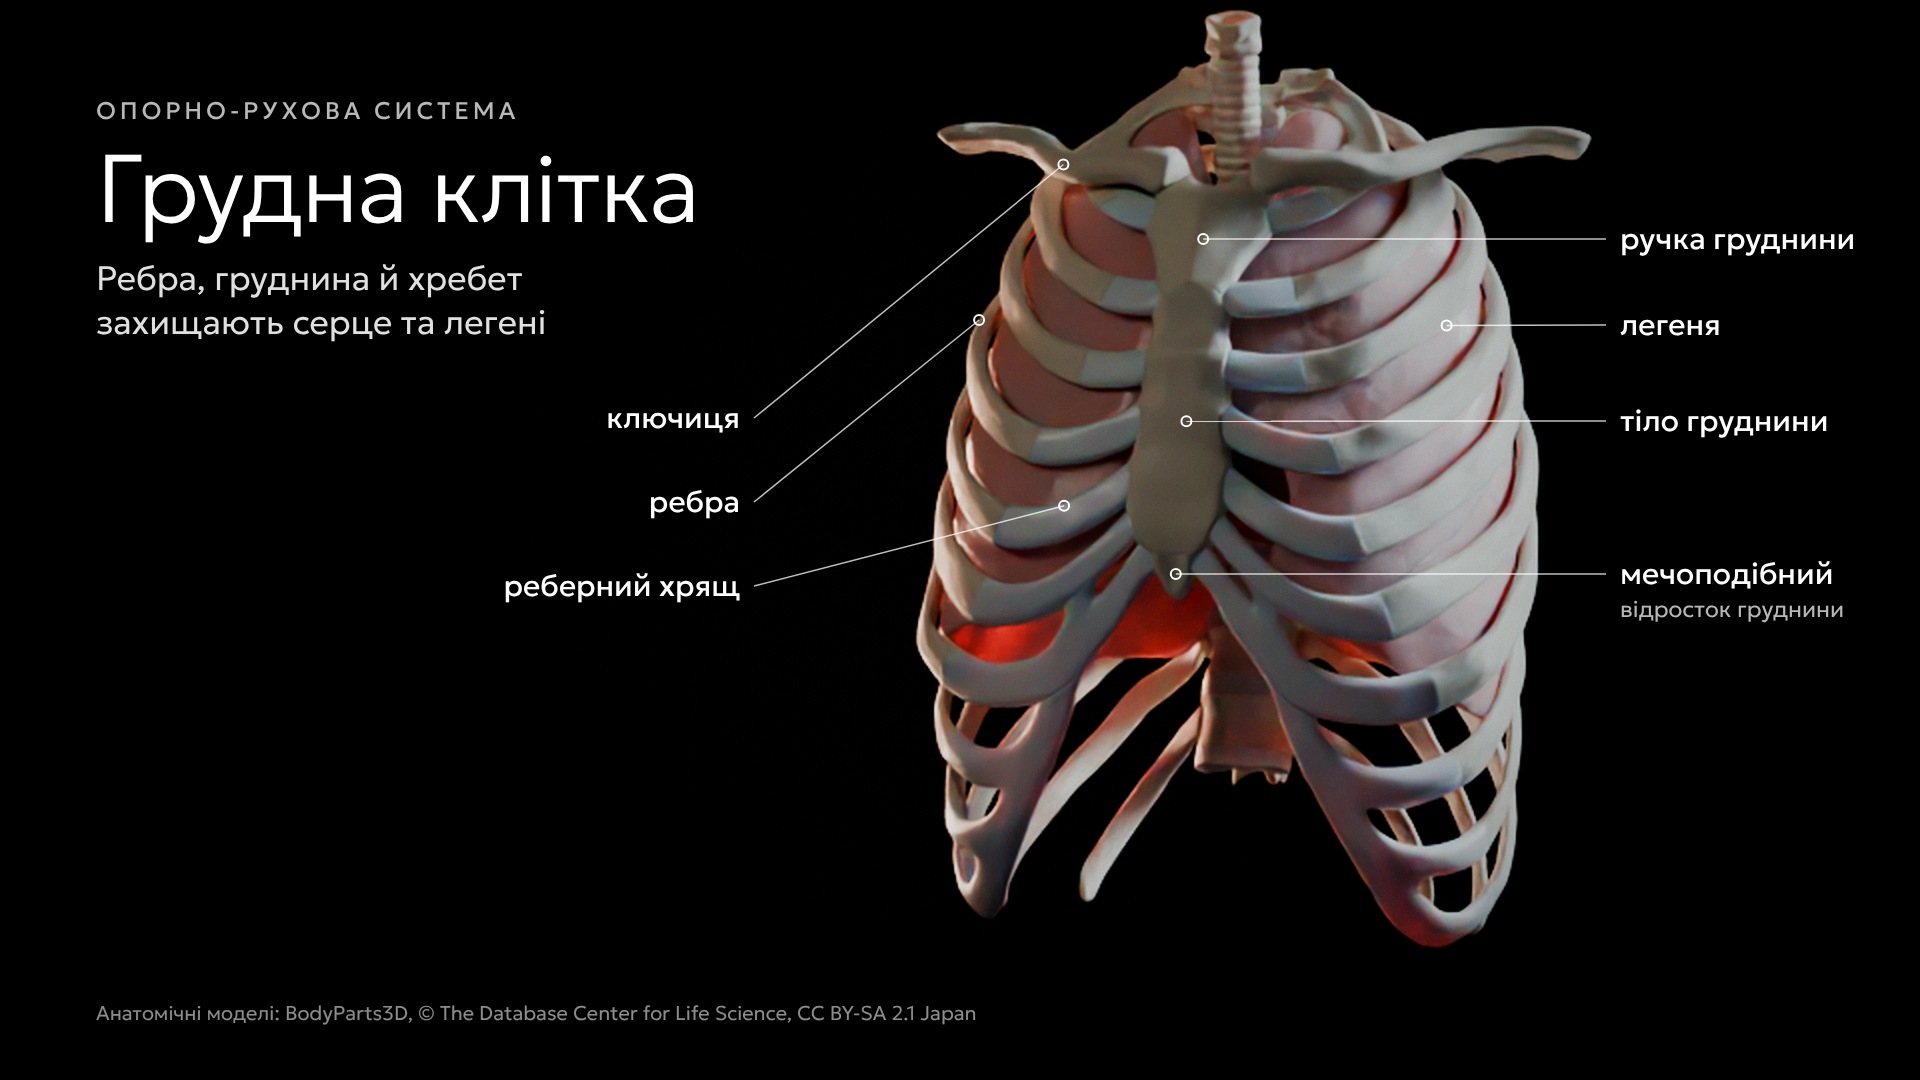 ОПОРНО-РУХОВА СИСТЕМА
Грудна клітка
Ребра, груднина й хребет
захищають серце та легені
ключиця
ребра
реберний хрящ
ручка груднини
легеня
тіло груднини
мечоподібний
відросток груднини
Анатомічні моделі: BodyParts3D, © The Database Center for Life Science, CC BY-SA 2.1 Japan